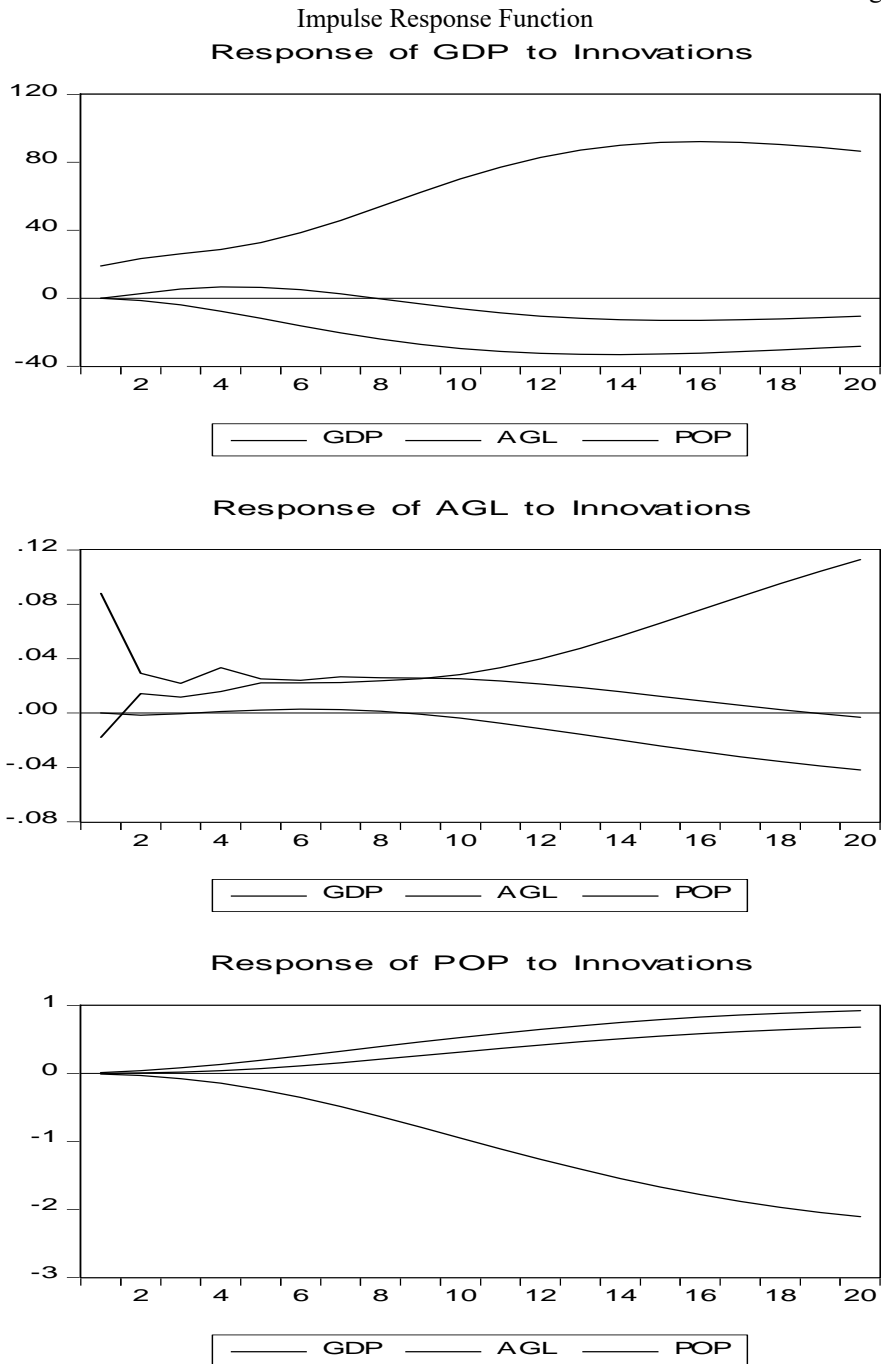 Impulse Response Function
Response of GDP to Innovations
120
80
40
0
-40
2 4 6 8 10 12 14 16 18 20
GDP AGL POP
Response of AGL to Innovations
.12
.08
.04
.00
-.04
-.08
2 4 6 8 10 12 14 16 18 20
GDP AGL POP
Response of POP to Innovations
1
0
-1
-2
-3
2 4 6 8 10 12 14 16 18 20
GDP AGL POP